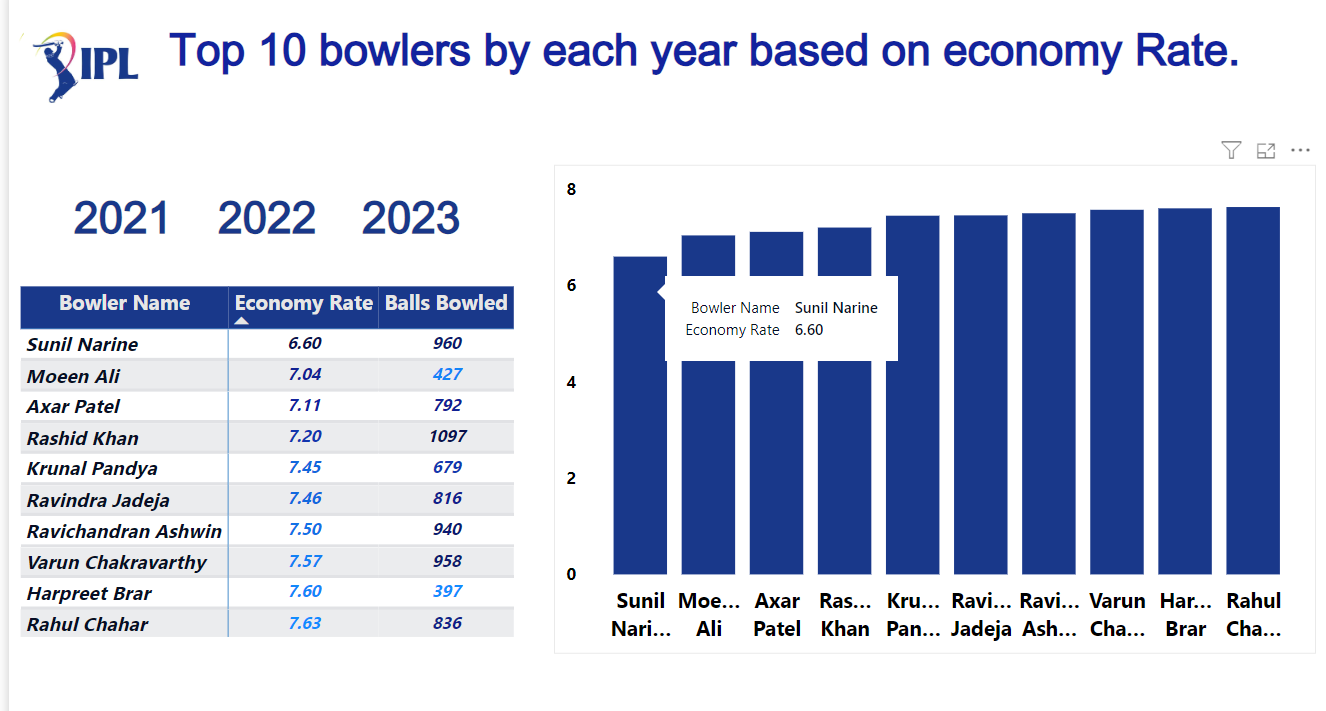 IPL
Top 10 bowlers by each year based on economy Rate.
2021 2022 2023
Bowler Name Economy Rate Balls Bowled
Sunil Narine 6.60 960
Moeen Ali 7.04 427
Axar Patel 7.11 792
Rashid Khan 7.20 1097
Krunal Pandya 7.45 679
Ravindra Jadeja 7.46 816
Ravichandran Ashwin 7.50 940
Varun Chakravarthy 7.57 958
Harpreet Brar 7.60 397
Rahul Chahar 7.63 836
8
6
4
2
0
Bowler Name Sunil Narine
Economy Rate 6.60
Sunil Moe... Axar Ras... Kru... Ravi... Ravi... Varun Har... Rahul
Nari... Ali Patel Khan Pan... Jadeja Ash... Cha... Brar Cha...